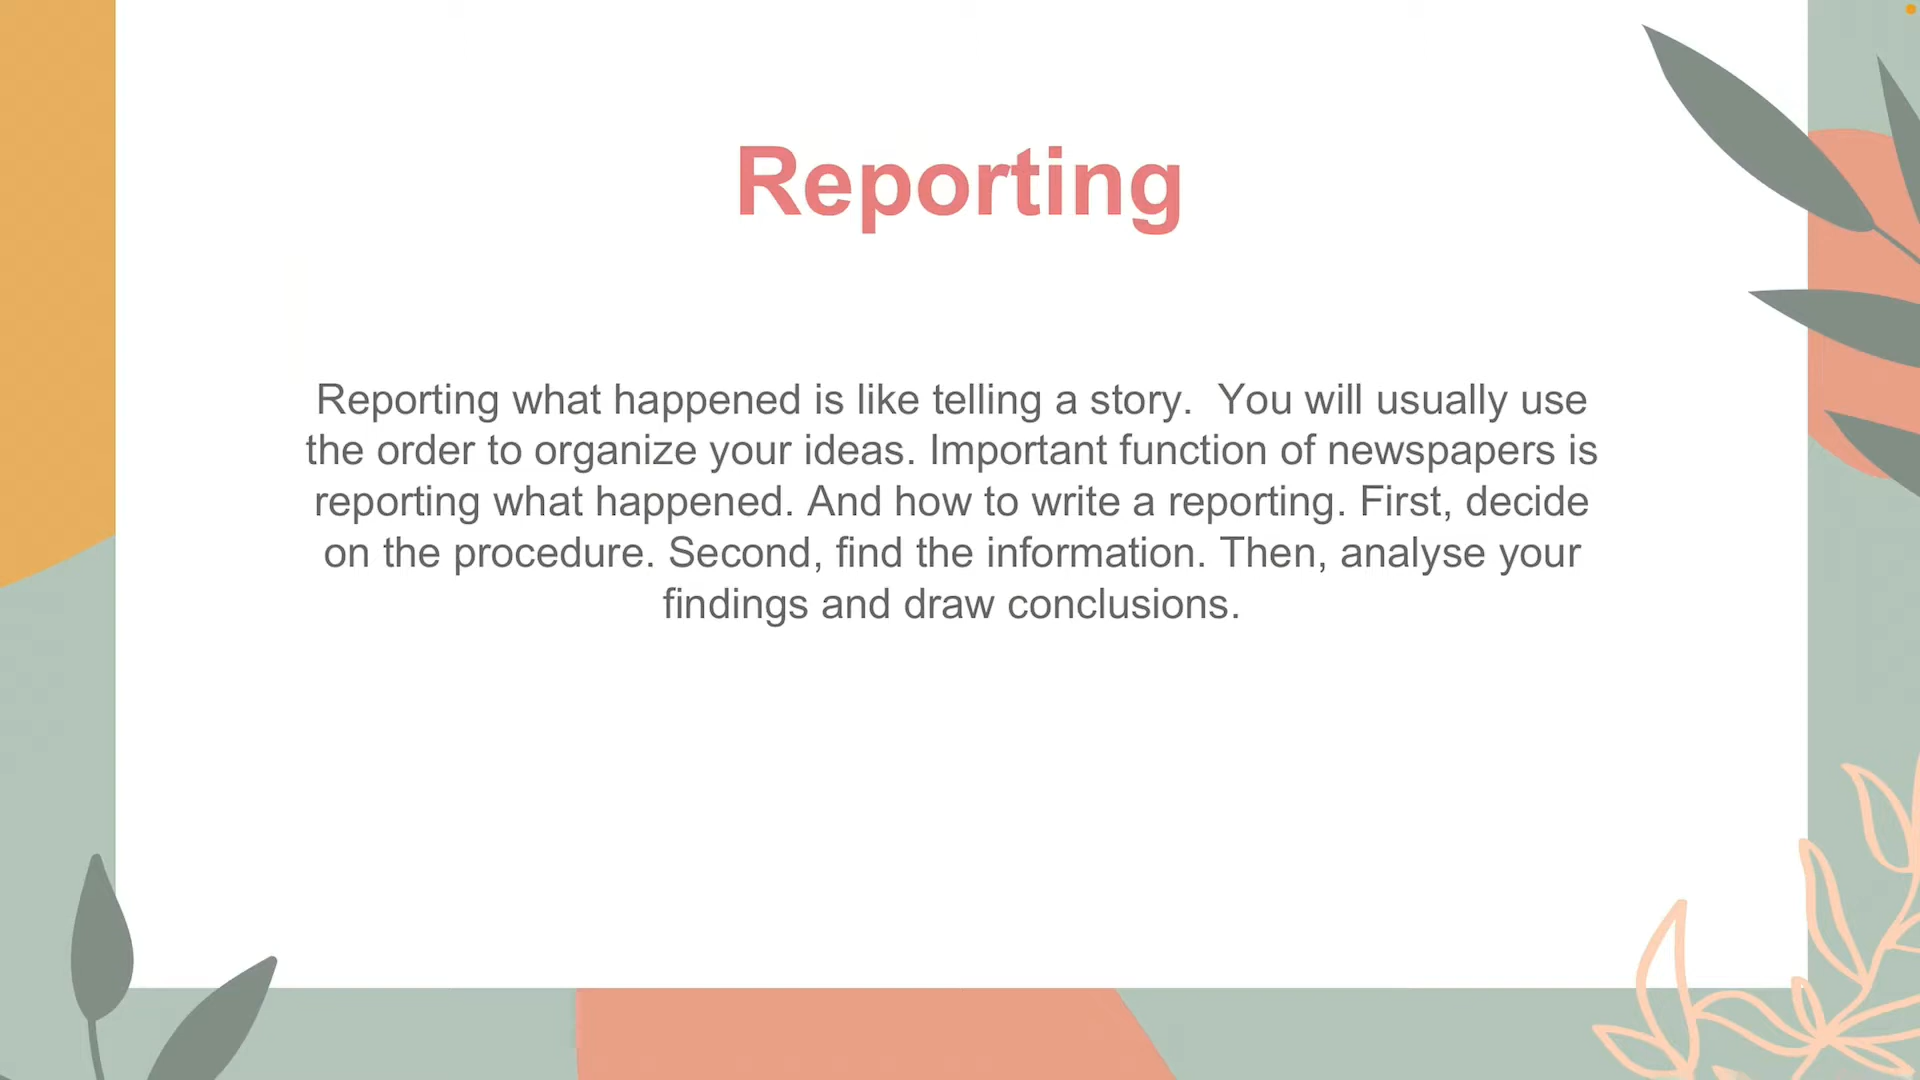 Reporting
Reporting what happened is like telling a story.  You will usually use
the order to organize your ideas. Important function of newspapers is
reporting what happened. And how to write a reporting. First, decide
on the procedure. Second, find the information. Then, analyse your
findings and draw conclusions.